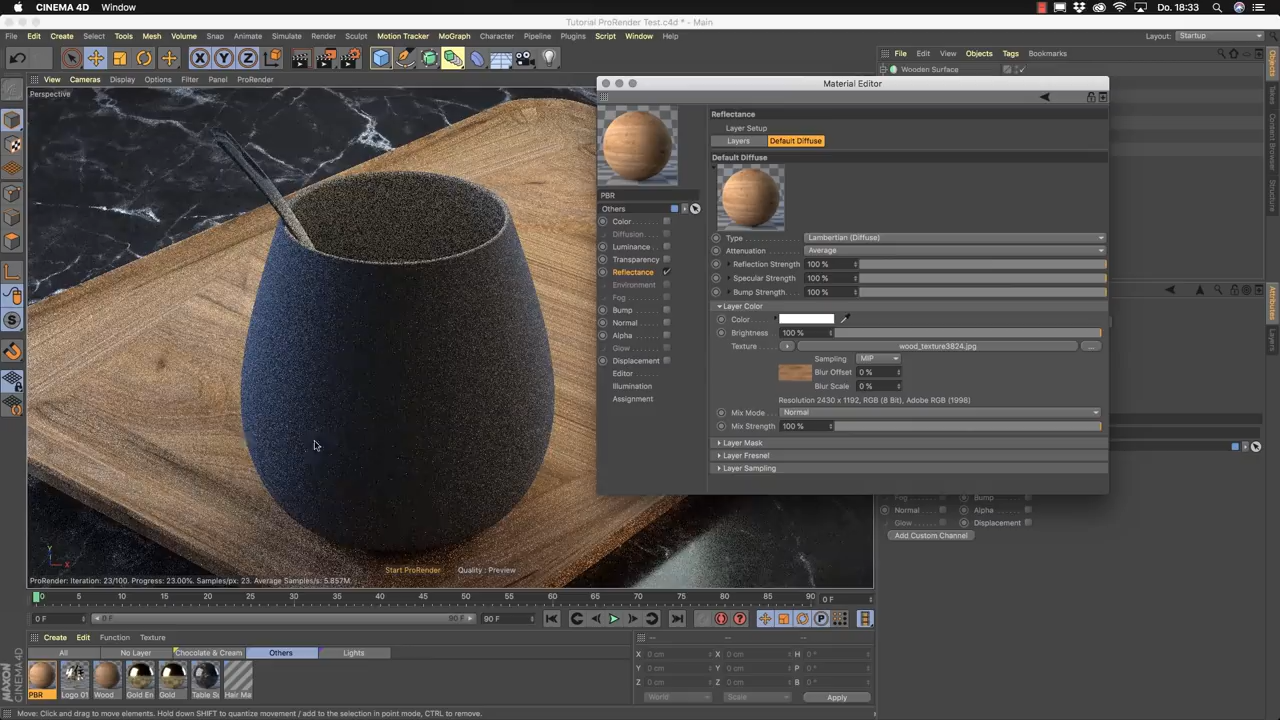 CINEMA 4D Window
Do. 18:33
Tutorial ProRender Test.c4d * - Main
File Edit Create Select Tools Mesh Volume Snap Animate Simulate Render Sculpt Motion Tracker MoGraph Character Pipeline Plugins Script Window Help
Layout: Startup
File Edit View Objects Tags Bookmarks
Wooden Surface
View Cameras Display Options Filter Panel ProRender
Perspective
Material Editor
Reflectance
Layer Setup
Layers Default Diffuse
Default Diffuse
PBR
Others
Color
Diffusion
Luminance
Transparency
Reflectance
Environment
Fog
Bump
Normal
Alpha
Glow
Displacement
Editor
Illumination
Assignment
Type Lambertian (Diffuse)
Attenuation Average
Reflection Strength 100 %
Specular Strength 100 %
Bump Strength 100 %
Layer Color
Color
Brightness 100 %
Texture wood_texture3824.jpg ...
Sampling MIP
Blur Offset 0 %
Blur Scale 0 %
Resolution 2430 x 1192, RGB (8 Bit), Adobe RGB (1998)
Mix Mode Normal
Mix Strength 100 %
Layer Mask
Layer Fresnel
Layer Sampling
Fog Bump
Normal Alpha
Glow Displacement
Add Custom Channel
Objects
Content Browser
Structure
Attributes
Layers
Start ProRender Quality : Preview
ProRender: Iteration: 23/100. Progress: 23.00%. Samples/px: 23. Average Samples/s: 5.857M.
0 5 10 15 20 25 30 35 40 45 50 55 60 65 70 75 80 85 90
0 F
0 F 0 F 90 F 90 F
Create Edit Function Texture
All No Layer Chocolate & Cream Others Lights
PBR Logo 01 Wood Gold En Gold Table Su Hair Ma
-- -- --
X 0 cm X 0 cm H 0 °
Y 0 cm Y 0 cm P 0 °
Z 0 cm Z 0 cm B 0 °
World Scale Apply
MAXON CINEMA 4D
Move: Click and drag to move elements. Hold down SHIFT to quantize movement / add to the selection in point mode, CTRL to remove.